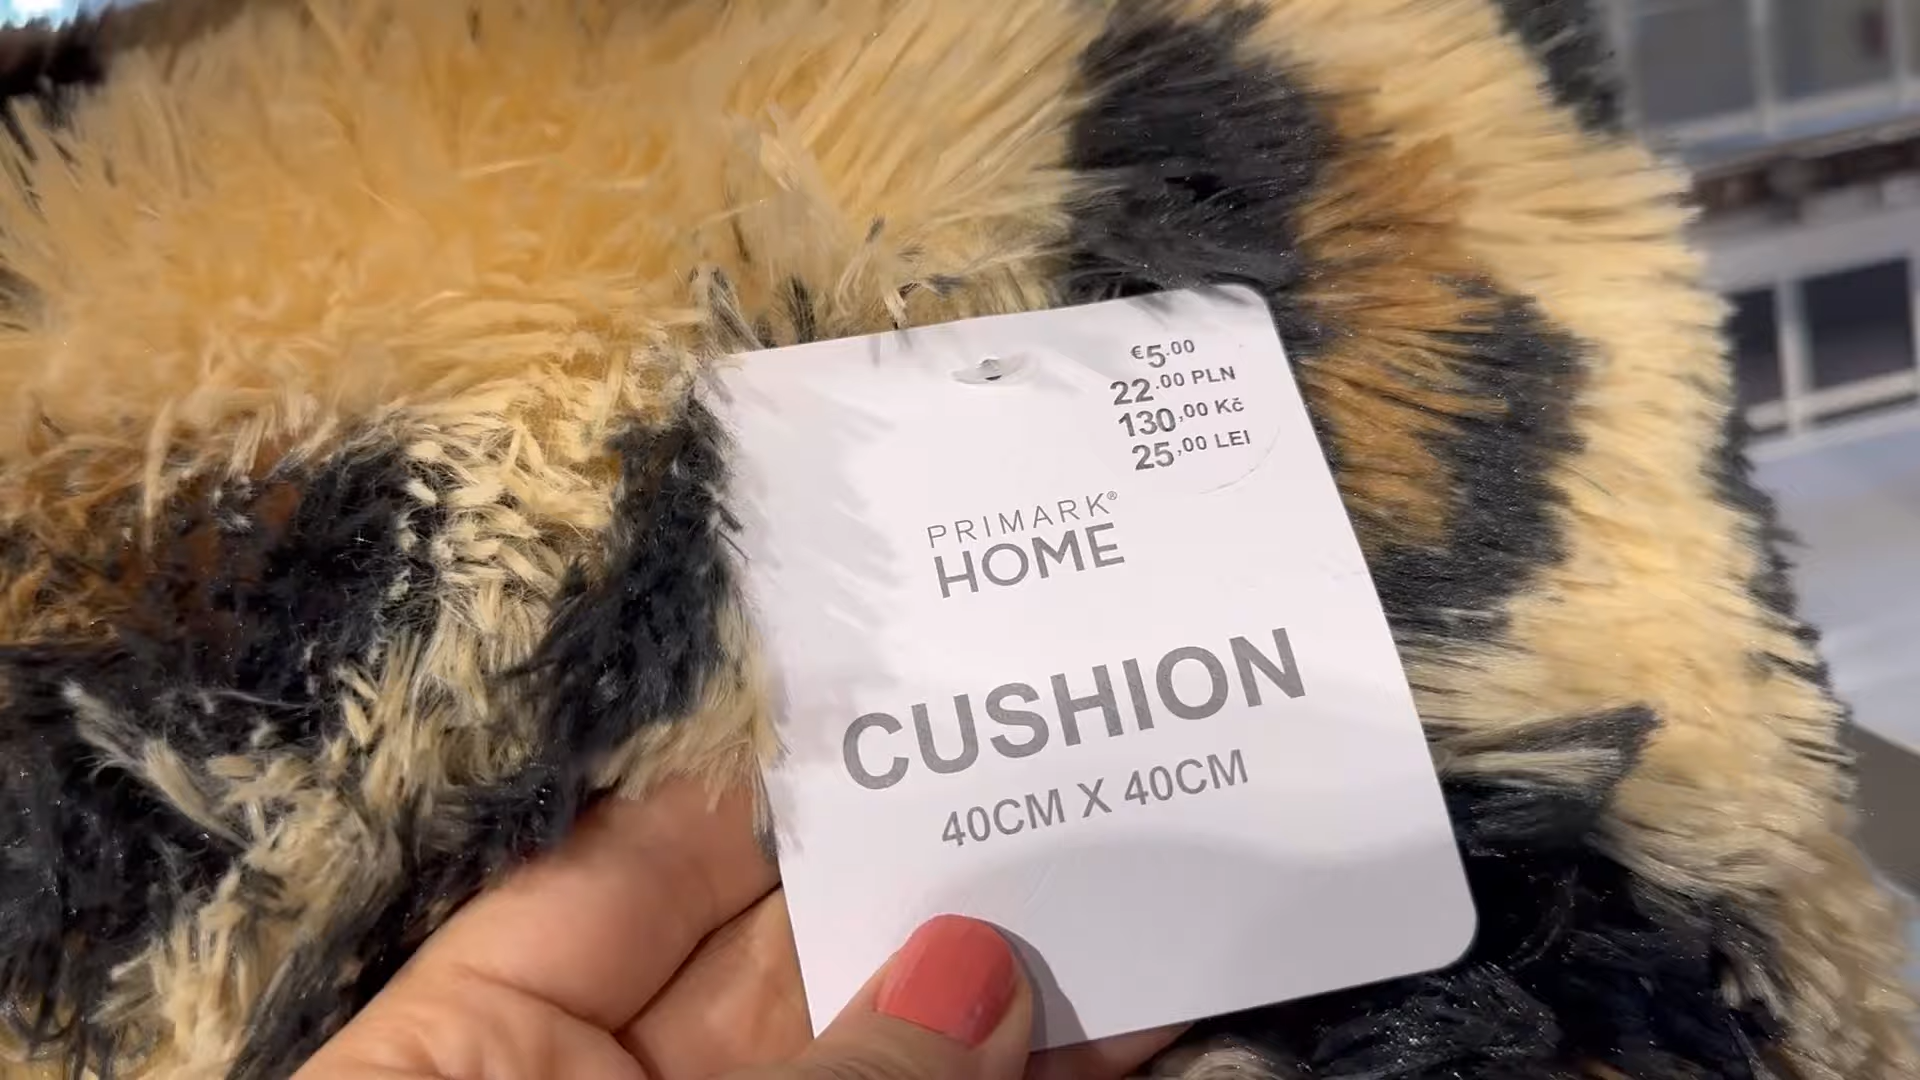 €5.00
22.00 PLN
130,00 Kč
25,00 LEI
PRIMARK®
HOME
CUSHION
40CM X 40CM